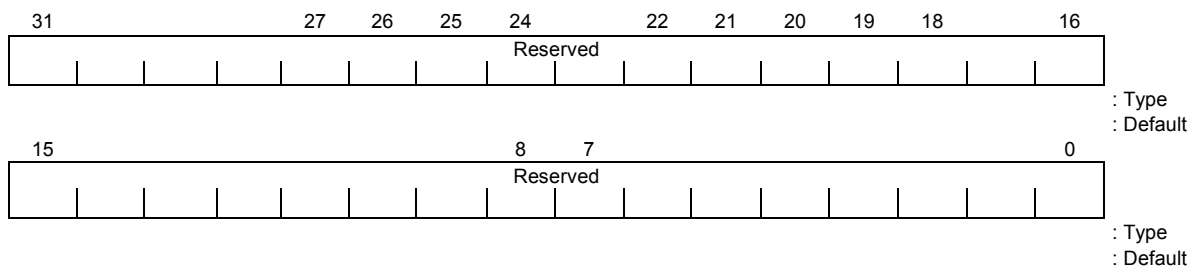 31 27 26 25 24 22 21 20 19 18 16
Reserved
: Type
: Default
15 8 7 0
Reserved
: Type
: Default